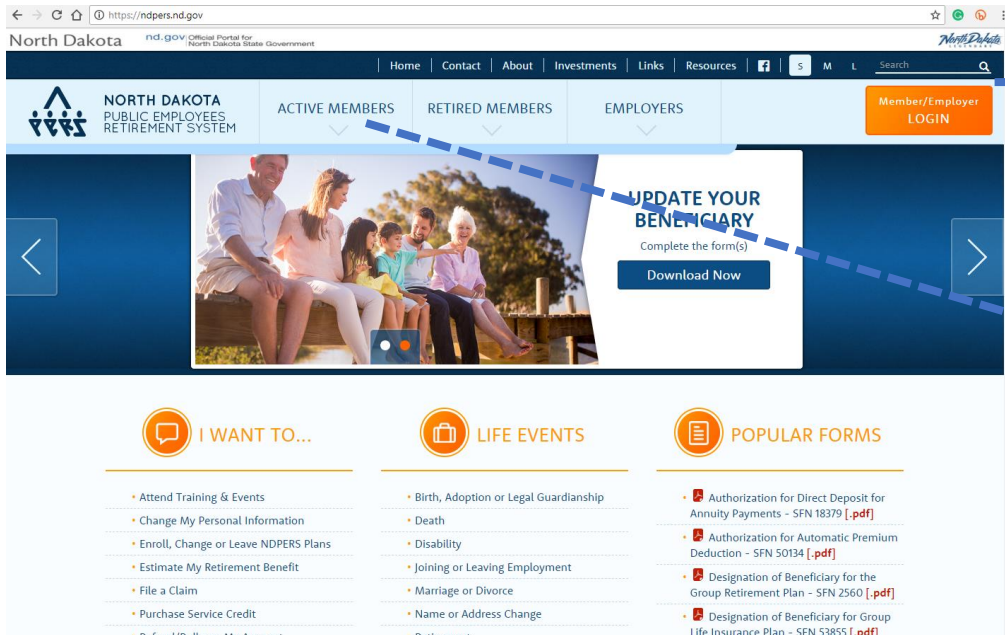 https://ndpers.nd.gov
North Dakota nd.gov Official Portal for
North Dakota State Government
North Dakota
LEGENDARY
Home | Contact | About | Investments | Links | Resources | f | S M L Search
NORTH DAKOTA
PUBLIC EMPLOYEES
RETIREMENT SYSTEM
ACTIVE MEMBERS
RETIRED MEMBERS
EMPLOYERS
Member/Employer
LOGIN
UPDATE YOUR
BENEFICIARY
Complete the form(s)
Download Now
I WANT TO...
• Attend Training & Events
• Change My Personal Information
• Enroll, Change or Leave NDPERS Plans
• Estimate My Retirement Benefit
• File a Claim
• Purchase Service Credit
LIFE EVENTS
• Birth, Adoption or Legal Guardianship
• Death
• Disability
• Joining or Leaving Employment
• Marriage or Divorce
• Name or Address Change
POPULAR FORMS
• Authorization for Direct Deposit for
Annuity Payments - SFN 18379 [.pdf]
• Authorization for Automatic Premium
Deduction - SFN 50134 [.pdf]
• Designation of Beneficiary for the
Group Retirement Plan - SFN 2560 [.pdf]
• Designation of Beneficiary for Group
Life Insurance Plan - SFN 53855 [.pdf]